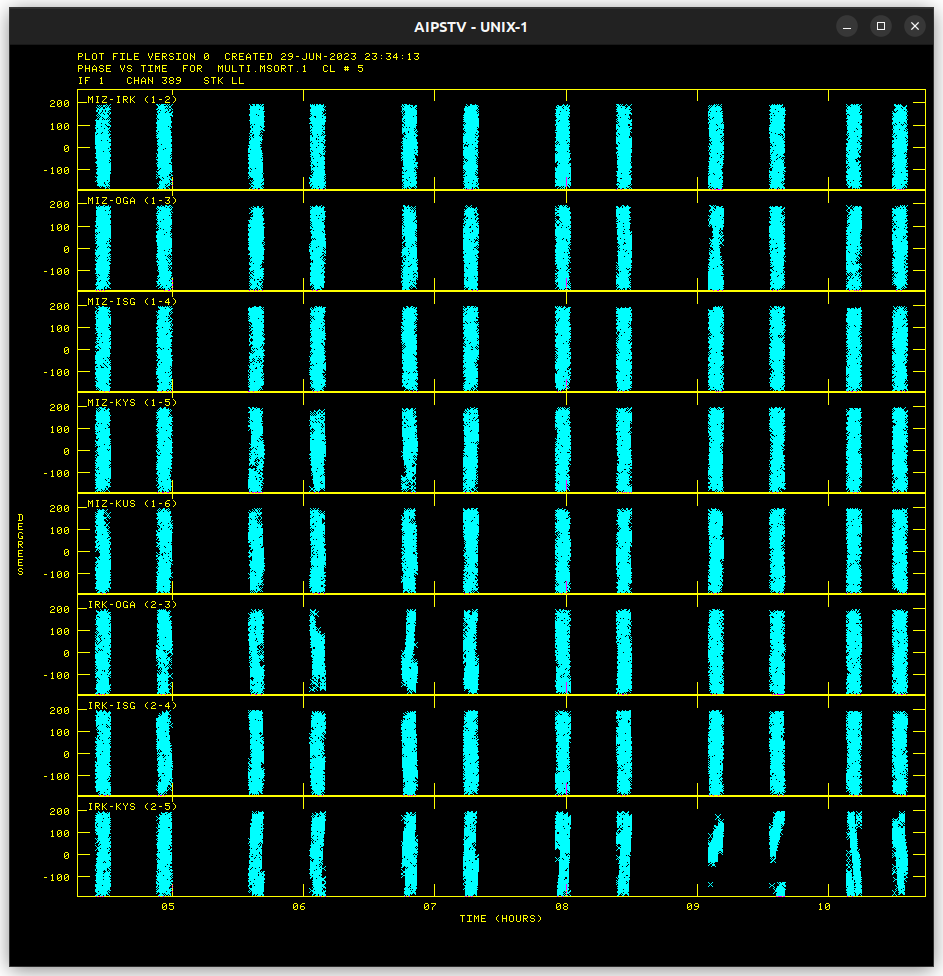 AIPSTV - UNIX-1
PLOT FILE VERSION 0 CREATED 29-JUN-2023 23:34:13
PHASE VS TIME FOR MULTI.MSORT.1 CL # 5
IF 1 CHAN 389 STK LL
MIZ-IRK (1-2)
200
100
0
-100
MIZ-OGA (1-3)
200
100
0
-100
MIZ-ISG (1-4)
200
100
0
-100
MIZ-KYS (1-5)
200
100
0
-100
MIZ-KUS (1-6)
200
100
0
-100
DEGREES
IRK-OGA (2-3)
200
100
0
-100
IRK-ISG (2-4)
200
100
0
-100
IRK-KYS (2-5)
200
100
0
-100
05 06 07 08 09 10
TIME (HOURS)